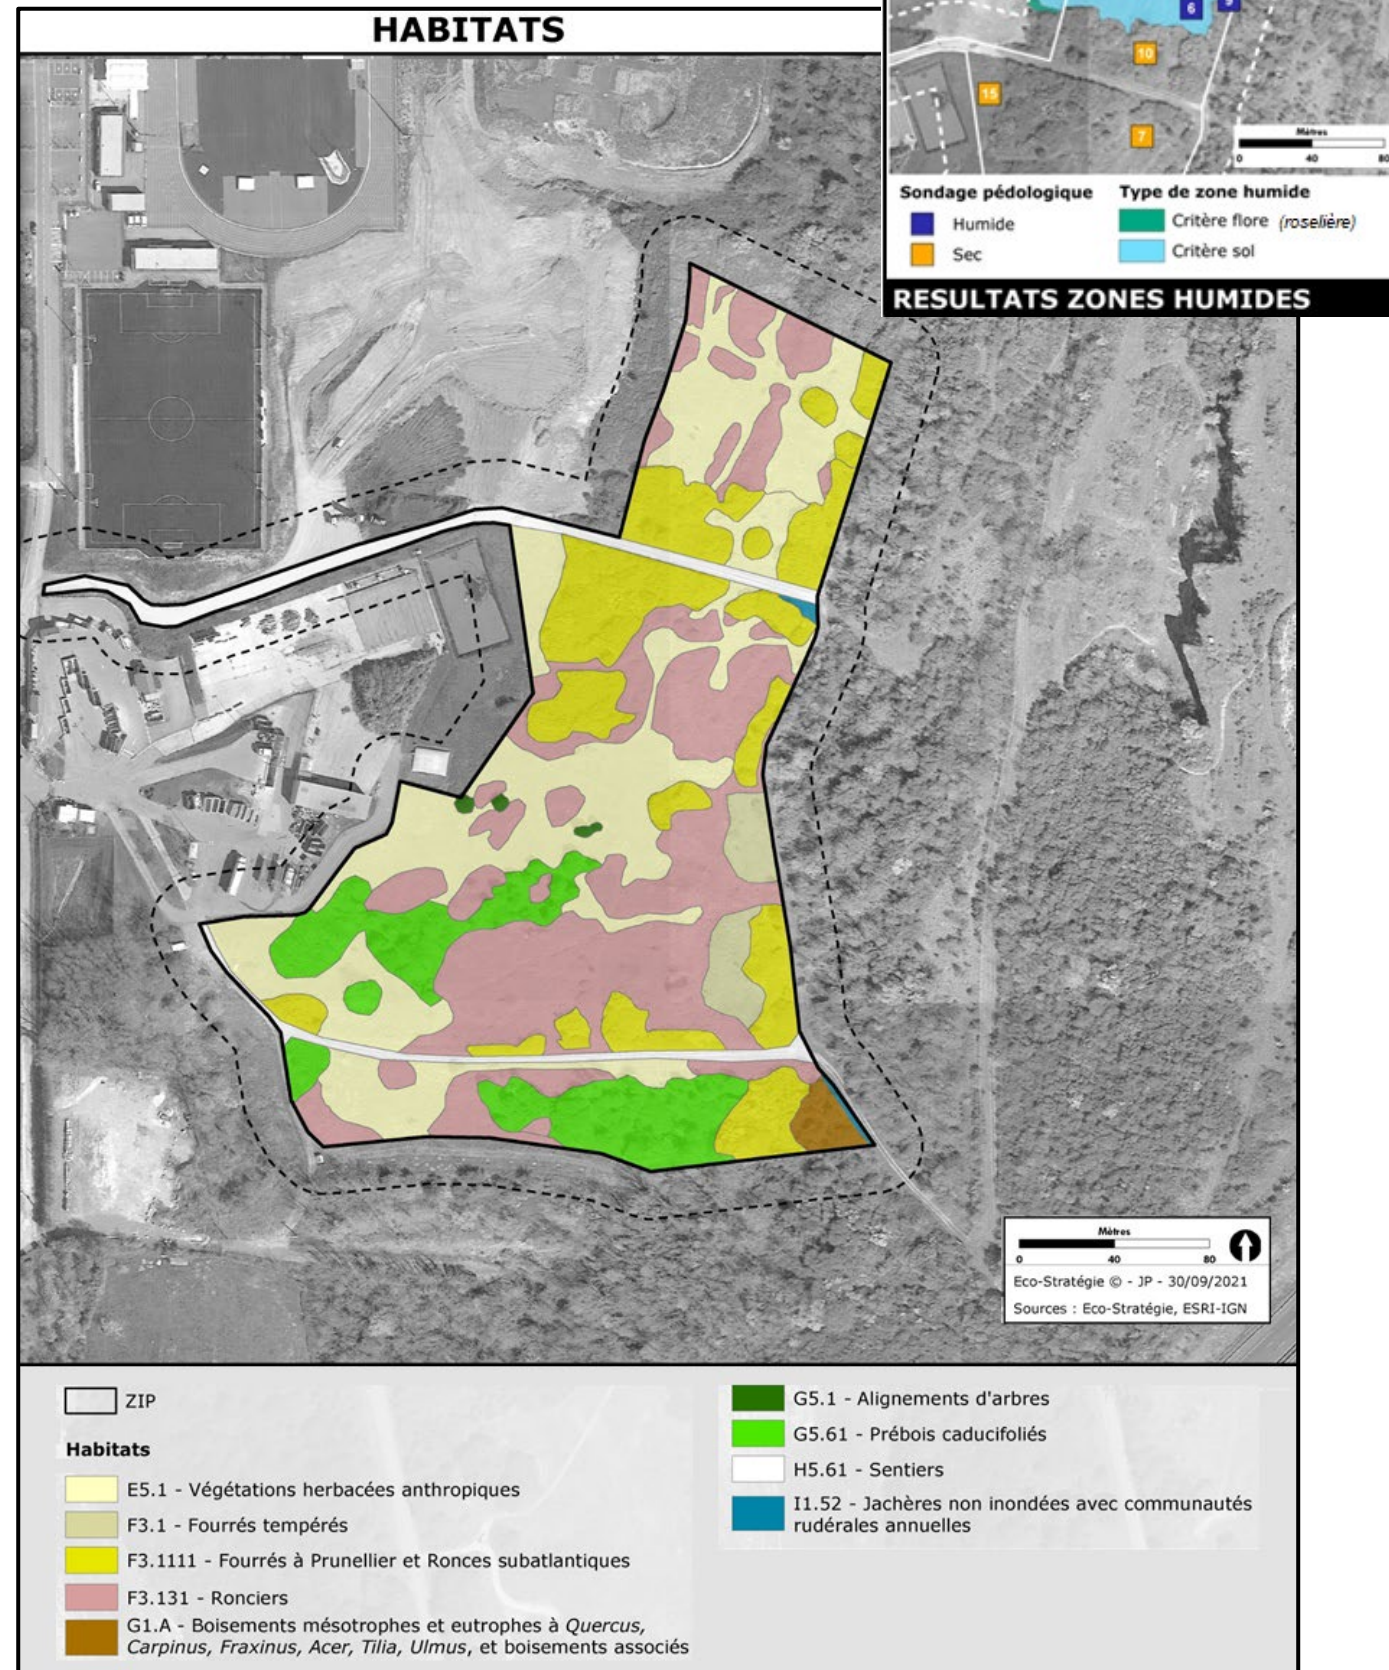 HABITATS
6
9
10
15
7
Mètres
0 40 80
Sondage pédologique
Humide
Sec
Type de zone humide
Critère flore (roselière)
Critère sol
RESULTATS ZONES HUMIDES
Mètres
0 40 80
Eco-Stratégie © - JP - 30/09/2021
Sources : Eco-Stratégie, ESRI-IGN
ZIP
Habitats
E5.1 - Végétations herbacées anthropiques
F3.1 - Fourrés tempérés
F3.1111 - Fourrés à Prunellier et Ronces subatlantiques
F3.131 - Ronciers
G1.A - Boisements mésotrophes et eutrophes à Quercus,
Carpinus, Fraxinus, Acer, Tilia, Ulmus, et boisements associés
G5.1 - Alignements d'arbres
G5.61 - Prébois caducifoliés
H5.61 - Sentiers
I1.52 - Jachères non inondées avec communautés
rudérales annuelles